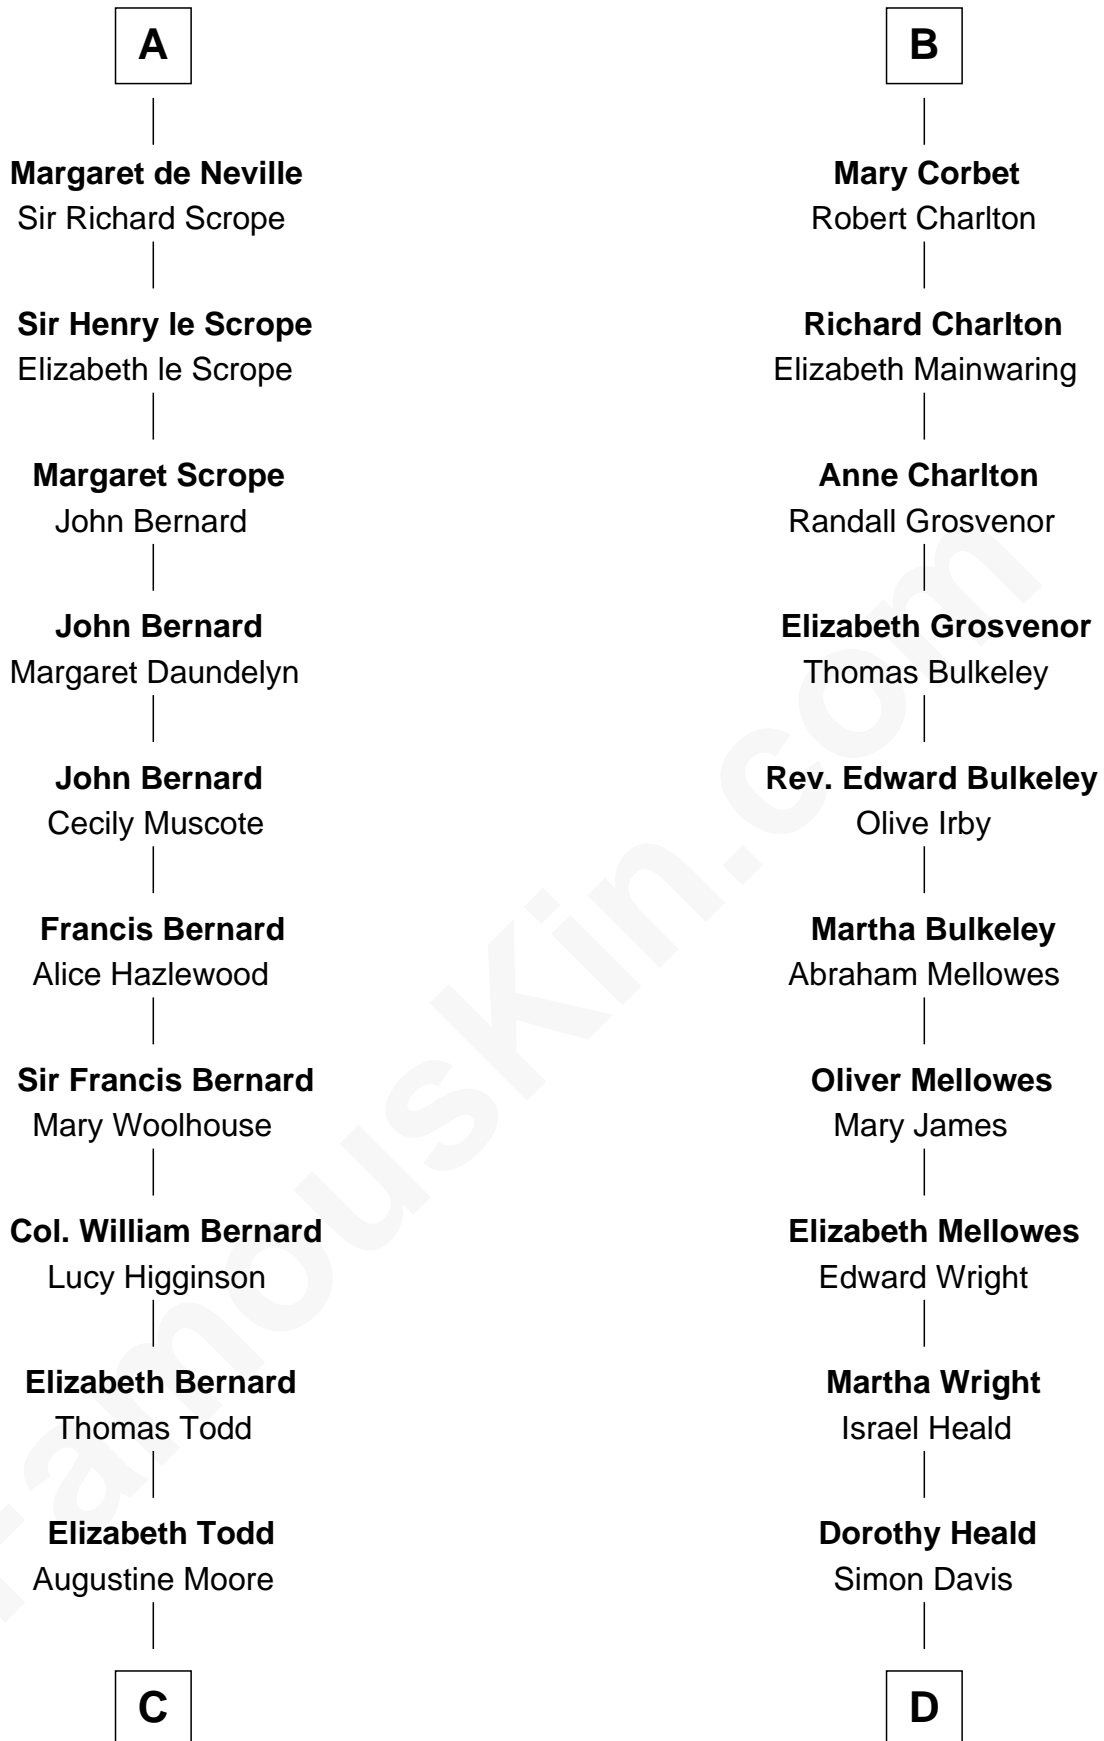 A
Margaret de Neville
Sir Richard Scrope
Sir Henry le Scrope
Elizabeth le Scrope
Margaret Scrope
John Bernard
John Bernard
Margaret Daundelyn
John Bernard
Cecily Muscote
Francis Bernard
Alice Hazlewood
Sir Francis Bernard
Mary Woolhouse
Col. William Bernard
Lucy Higginson
Elizabeth Bernard
Thomas Todd
Elizabeth Todd
Augustine Moore
C
B
Mary Corbet
Robert Charlton
Richard Charlton
Elizabeth Mainwaring
Anne Charlton
Randall Grosvenor
Elizabeth Grosvenor
Thomas Bulkeley
Rev. Edward Bulkeley
Olive Irby
Martha Bulkeley
Abraham Mellowes
Oliver Mellowes
Mary James
Elizabeth Mellowes
Edward Wright
Martha Wright
Israel Heald
Dorothy Heald
Simon Davis
D
FamousKin.com